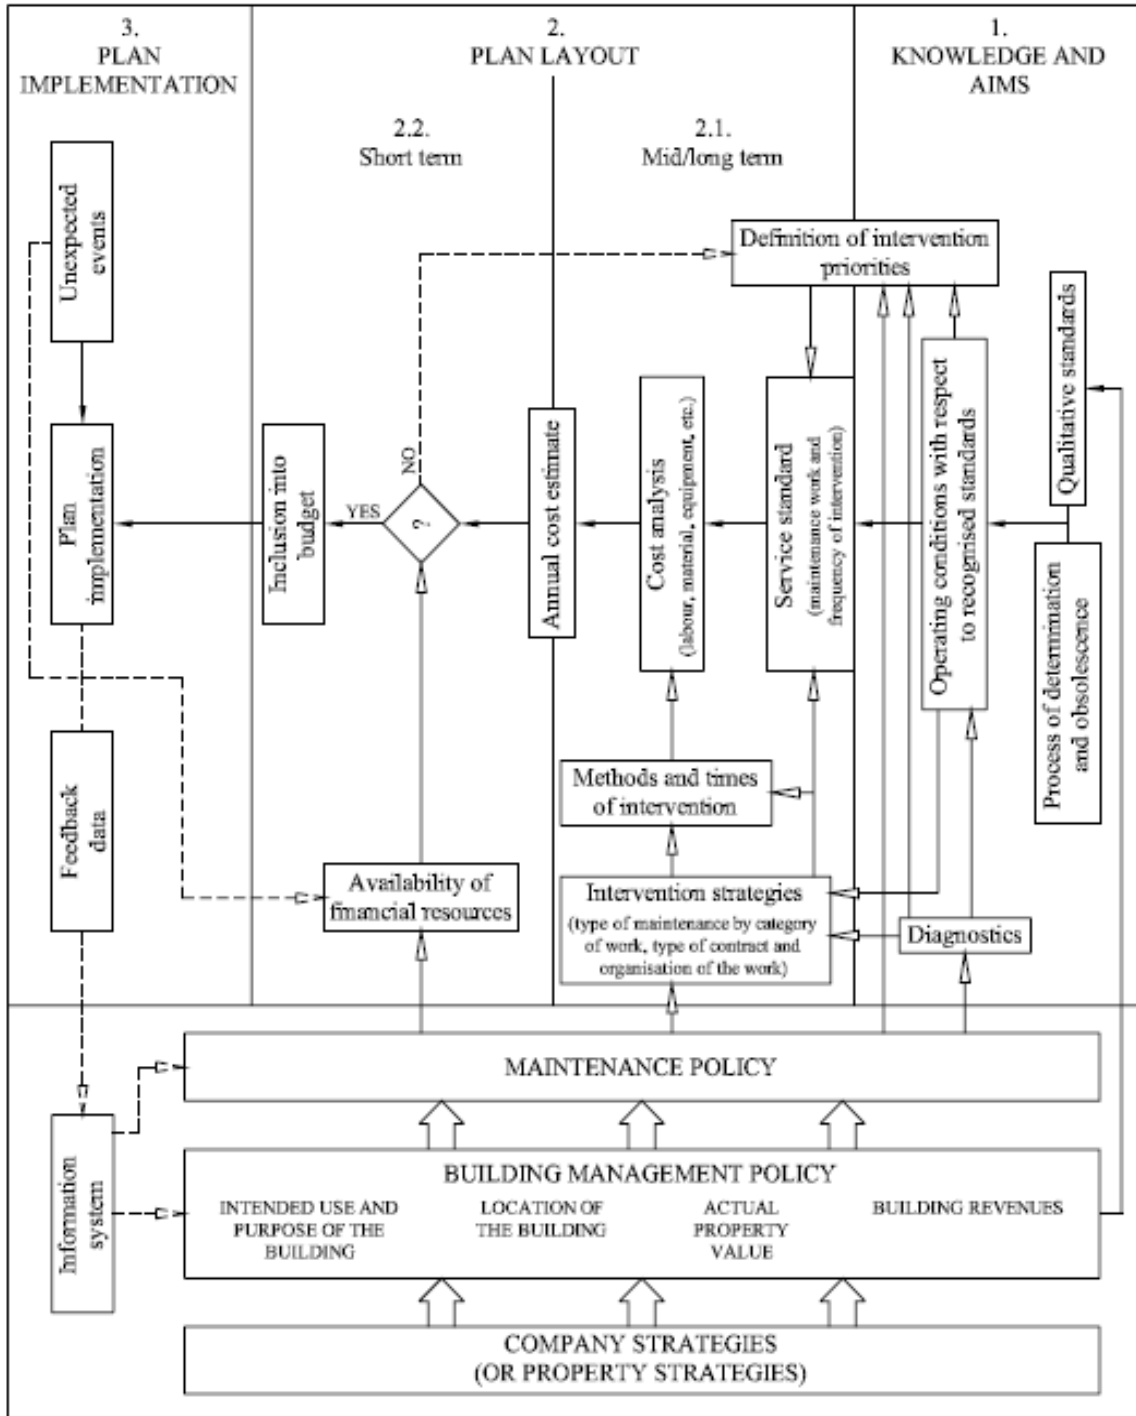 3.
PLAN
IMPLEMENTATION
2.
PLAN LAYOUT
1.
KNOWLEDGE AND
AIMS
2.2.
Short term
2.1.
Mid/long term
Unexpected
events
Definition of intervention
priorities
Qualitative standards
Plan
implementation
Inclusion into
budget
YES
NO
?
Annual cost estimate
Cost analysis
(labour, material, equipment, etc.)
Service standard
(maintenance work and
frequency of intervention)
Operating conditions with respect
to recognised standards
Process of determination
and obsolescence
Feedback
data
Methods and times
of intervention
Availability of
financial resources
Intervention strategies
(type of maintenance by category
of work, type of contract and
organisation of the work)
Diagnostics
MAINTENANCE POLICY
Information
system
BUILDING MANAGEMENT POLICY
INTENDED USE AND
PURPOSE OF THE
BUILDING
LOCATION OF
THE BUILDING
ACTUAL
PROPERTY
VALUE
BUILDING REVENUES
COMPANY STRATEGIES
(OR PROPERTY STRATEGIES)